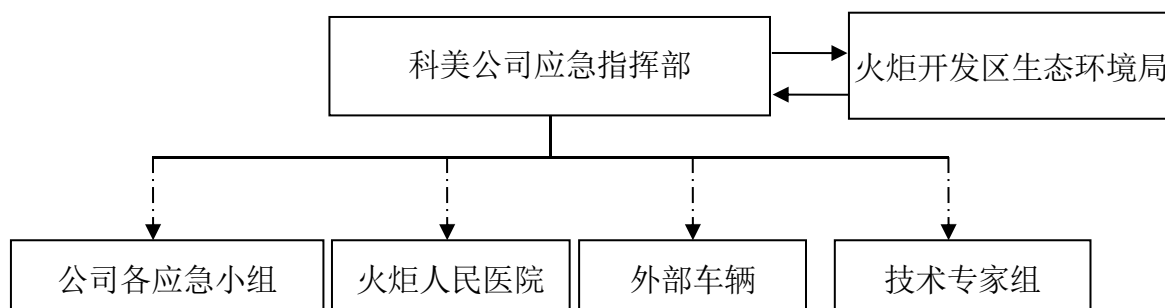 科美公司应急指挥部
火炬开发区生态环境局
公司各应急小组
火炬人民医院
外部车辆
技术专家组